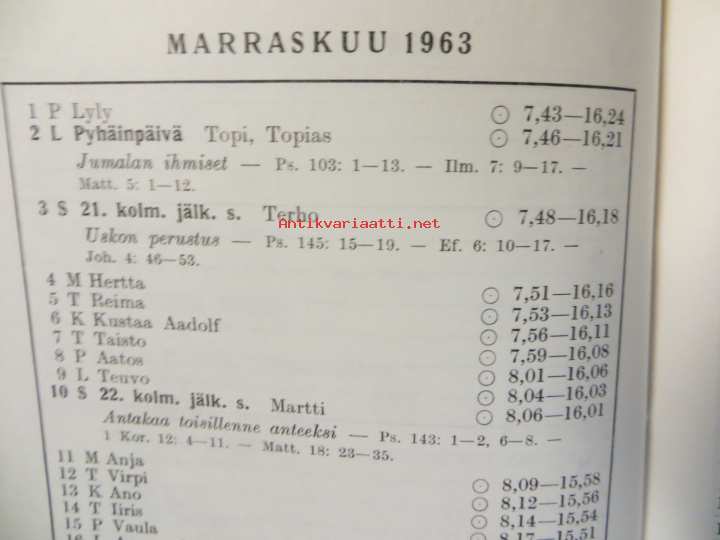 MARRASKUU 1963
1 P Lyly ⊙ 7,43—16,24
2 L Pyhäinpäivä Topi, Topias ⊙ 7,46—16,21
Jumalan ihmiset — Ps. 103: 1—13. — Ilm. 7: 9—17. —
Matt. 5: 1—12.
3 S 21. kolm. jälk. s. Terho ⊙ 7,48—16,18
Antikvariaatti.net
Uskon perustus — Ps. 145: 15—19. — Ef. 6: 10—17. —
Joh. 4: 46—53.
4 M Hertta ⊙ 7,51—16,16
5 T Reima ⊙ 7,53—16,13
6 K Kustaa Aadolf ⊙ 7,56—16,11
7 T Taisto ⊙ 7,59—16,08
8 P Aatos ⊙ 8,01—16,06
9 L Teuvo ⊙ 8,04—16,03
10 S 22. kolm. jälk. s. Martti ⊙ 8,06—16,01
Antakaa toisillenne anteeksi — Ps. 143: 1—2, 6—8. —
1 Kor. 12: 4—11. — Matt. 18: 23—35.
11 M Anja ⊙ 8,09—15,58
12 T Virpi ⊙ 8,12—15,56
13 K Ano ⊙ 8,14—15,54
14 T Iiris ⊙ 8,17—15,51
15 P Vaula
16 L